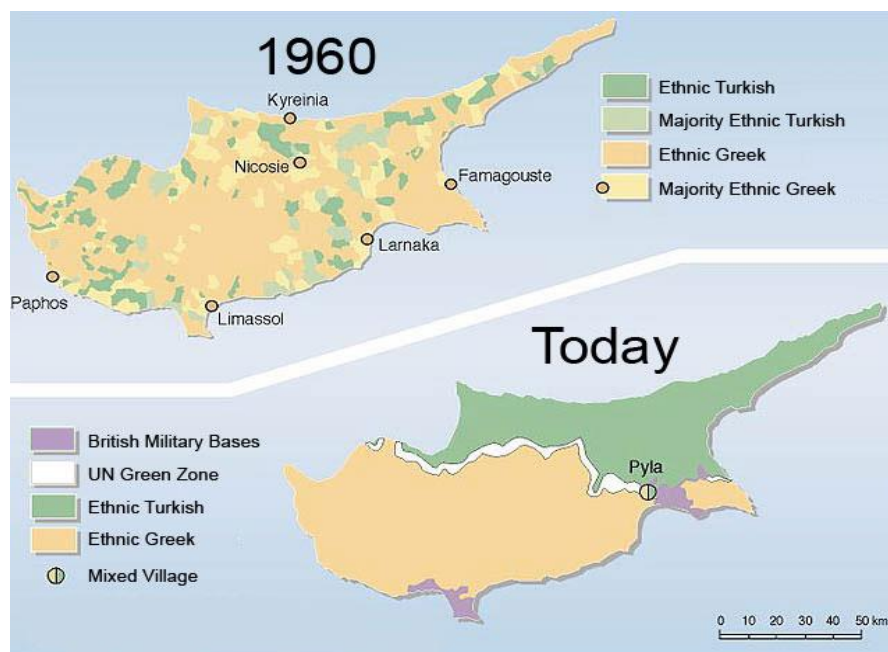 1960
Kyreinia
Nicosie
Famagouste
Larnaka
Paphos
Limassol
Ethnic Turkish
Majority Ethnic Turkish
Ethnic Greek
Majority Ethnic Greek
Today
Pyla
British Military Bases
UN Green Zone
Ethnic Turkish
Ethnic Greek
Mixed Village
0 10 20 30 40 50 km